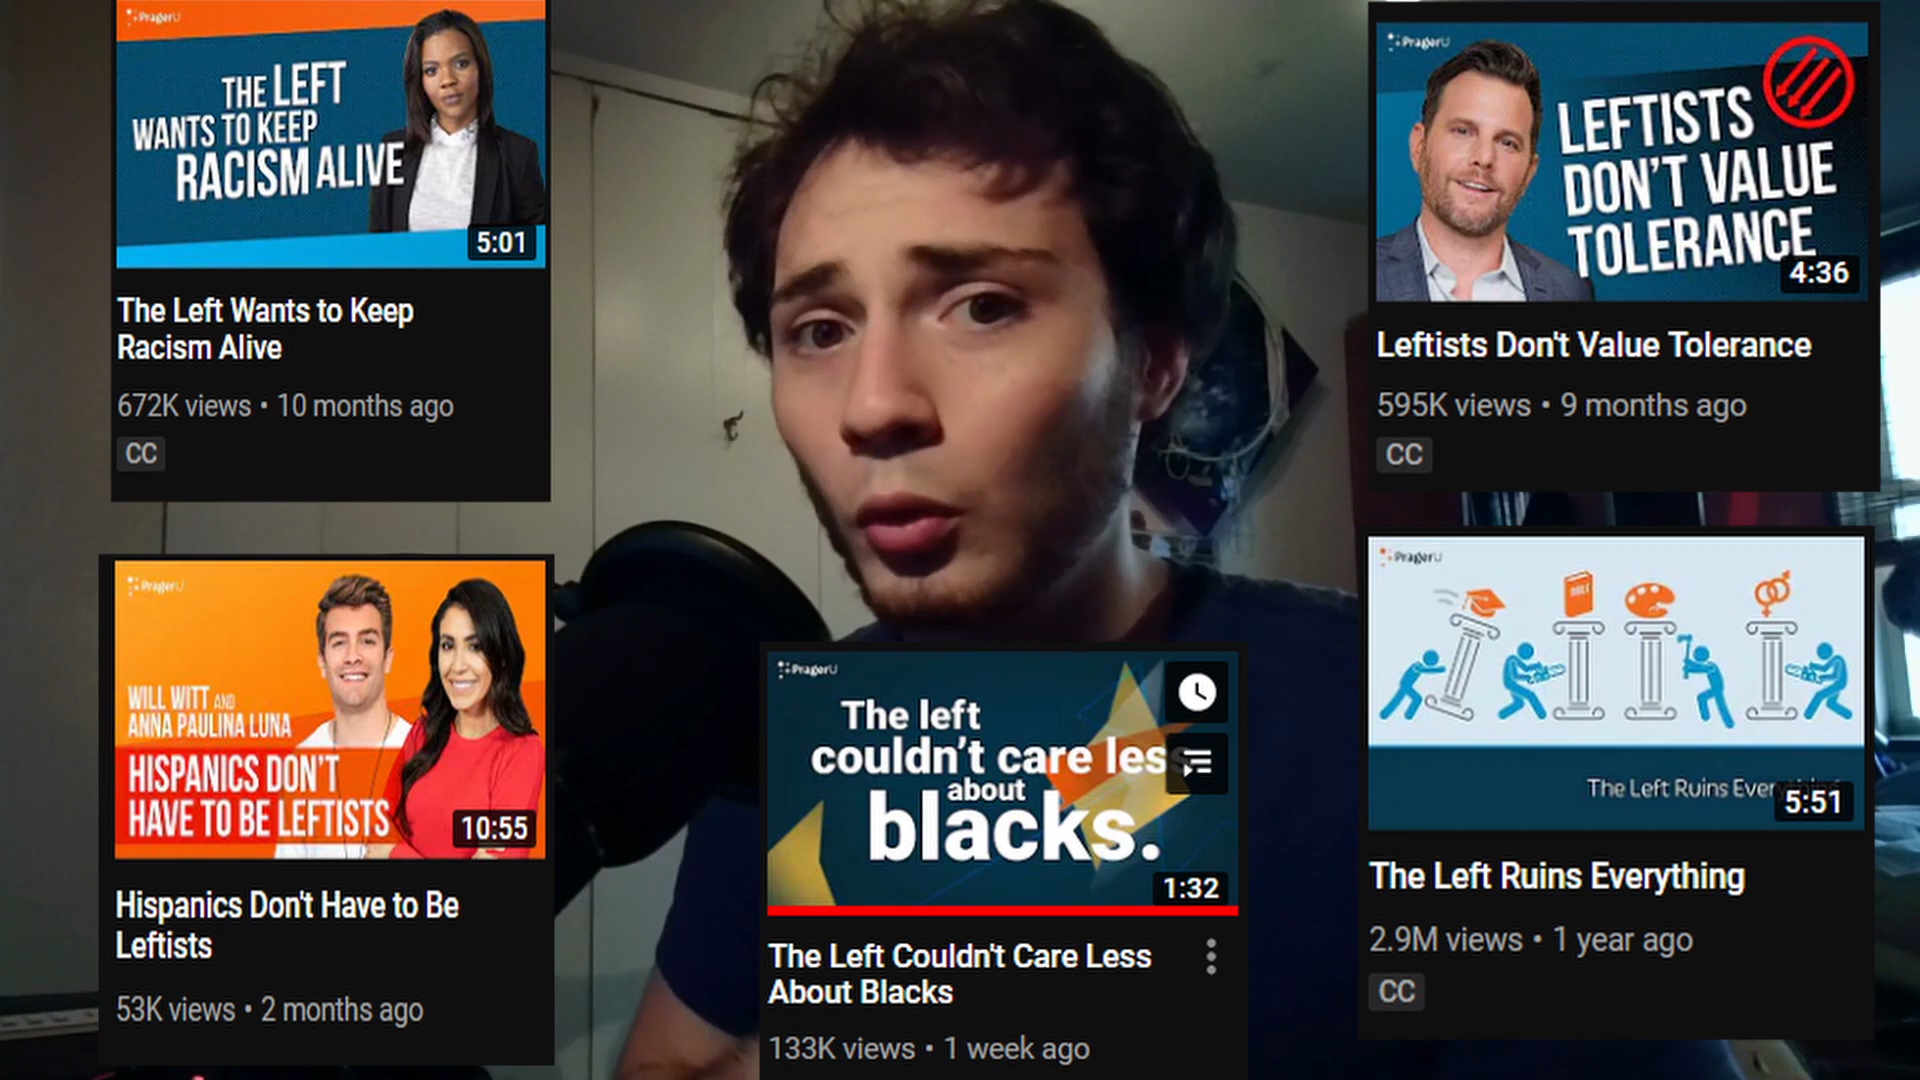 PragerU
THE LEFT
WANTS TO KEEP
RACISM ALIVE
5:01
The Left Wants to Keep
Racism Alive
672K views • 10 months ago
CC
PragerU
LEFTISTS
DON'T VALUE
TOLERANCE
4:36
Leftists Don't Value Tolerance
595K views • 9 months ago
CC
PragerU
WILL WITT AND
ANNA PAULINA LUNA
HISPANICS DON'T
HAVE TO BE LEFTISTS
10:55
Hispanics Don't Have to Be
Leftists
53K views • 2 months ago
PragerU
The left
couldn't care less
about
blacks.
1:32
The Left Couldn't Care Less
About Blacks
133K views • 1 week ago
PragerU
The Left Ruins Everything
5:51
The Left Ruins Everything
2.9M views • 1 year ago
CC